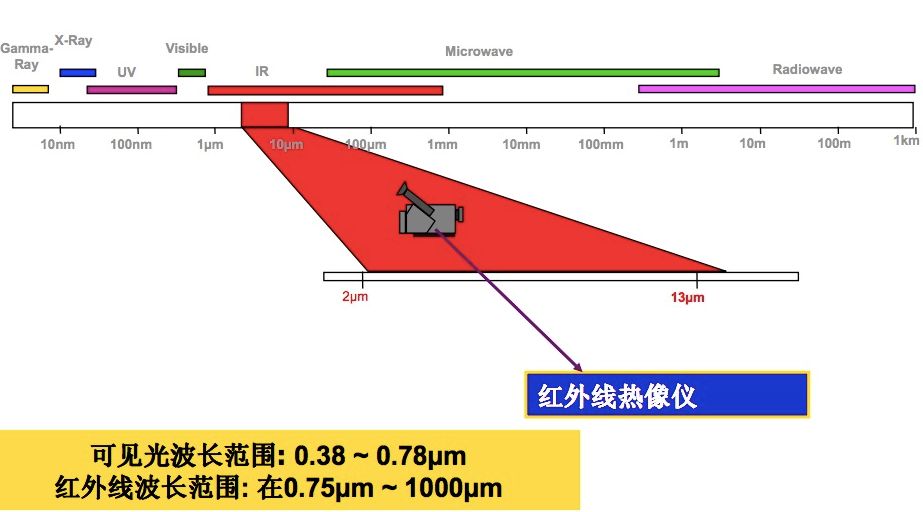 Gamma-
Ray
X-Ray
UV
Visible
IR
Microwave
Radiowave
10nm
100nm
1µm
10µm
100µm
1mm
10mm
100mm
1m
10m
100m
1km
2µm
13µm
红外线热像仪
可见光波长范围: 0.38 ~ 0.78µm
红外线波长范围: 在0.75µm ~ 1000µm